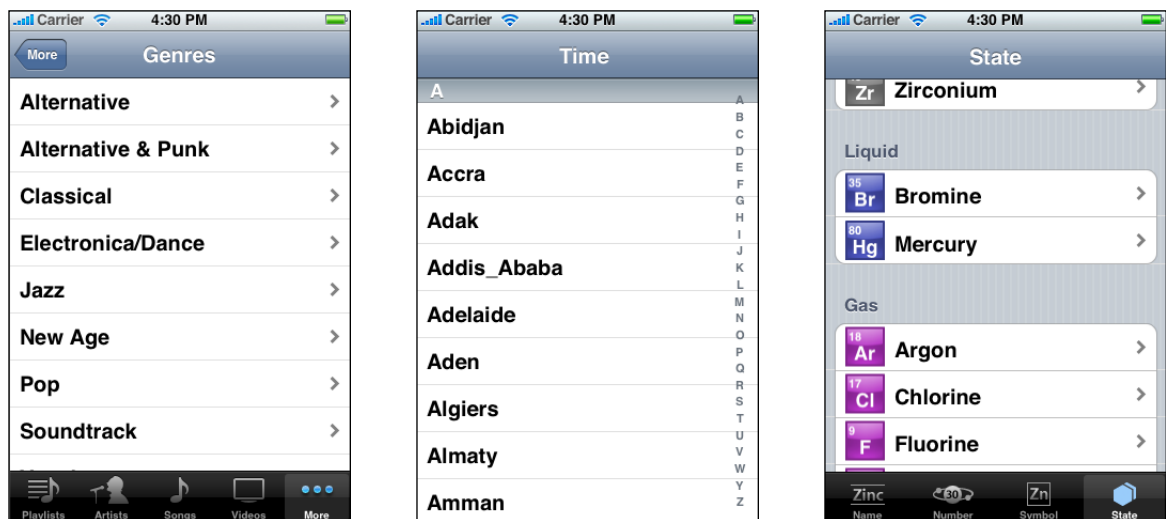 Carrier 4:30 PM
More Genres
Alternative
Alternative & Punk
Classical
Electronica/Dance
Jazz
New Age
Pop
Soundtrack
Playlists Artists Songs Videos More
Carrier 4:30 PM
Time
A
Abidjan
Accra
Adak
Addis_Ababa
Adelaide
Aden
Algiers
Almaty
Amman
A
B
C
D
E
F
G
H
I
J
K
L
M
N
O
P
Q
R
S
T
U
V
W
Y
Z
Carrier 4:30 PM
State
Zr Zirconium
Liquid
35
Br Bromine
80
Hg Mercury
Gas
18
Ar Argon
17
Cl Chlorine
9
F Fluorine
Zinc 30 Zn
Name Number Symbol State